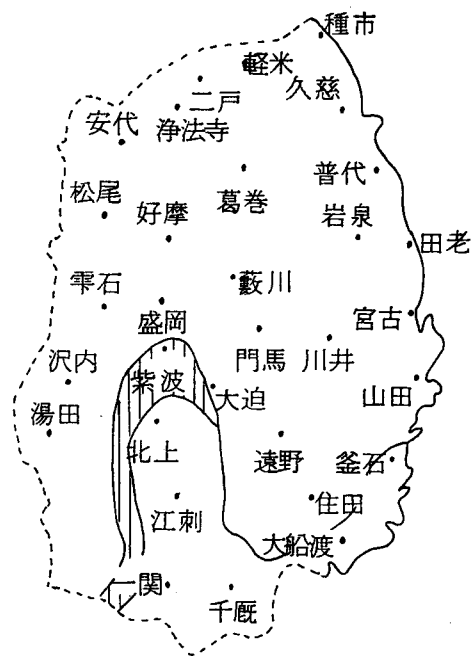 種市
軽米
久慈
二戸
安代
浄法寺
普代
松尾
葛巻
好摩
岩泉
田老
雫石
藪川
盛岡
宮古
門馬
川井
沢内
紫波
大迫
山田
湯田
北上
遠野
釜石
住田
江刺
大船渡
一関
千厩